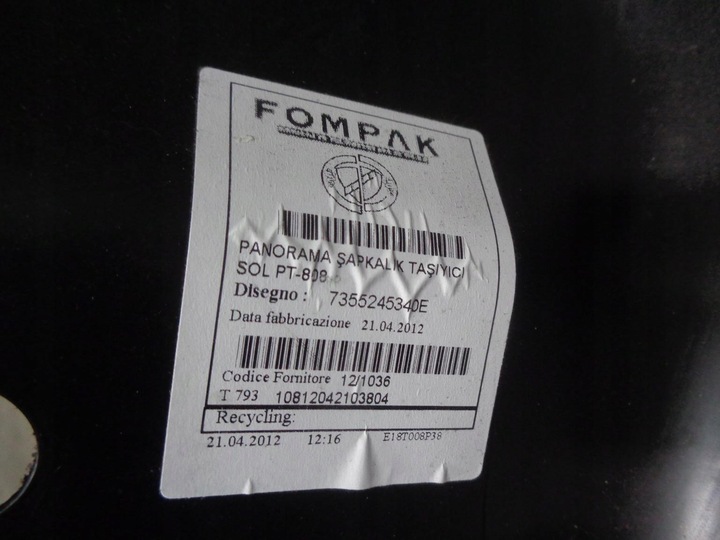 FOMPAK
PANORAMA ŞAPKALIK TAŞIYICI
SOL PT-808
Disegno : 7355245340E
Data fabbricazione 21.04.2012
Codice Fornitore 12/1036
T 793 10812042103804
Recycling:
21.04.2012 12:16 E18T008P38